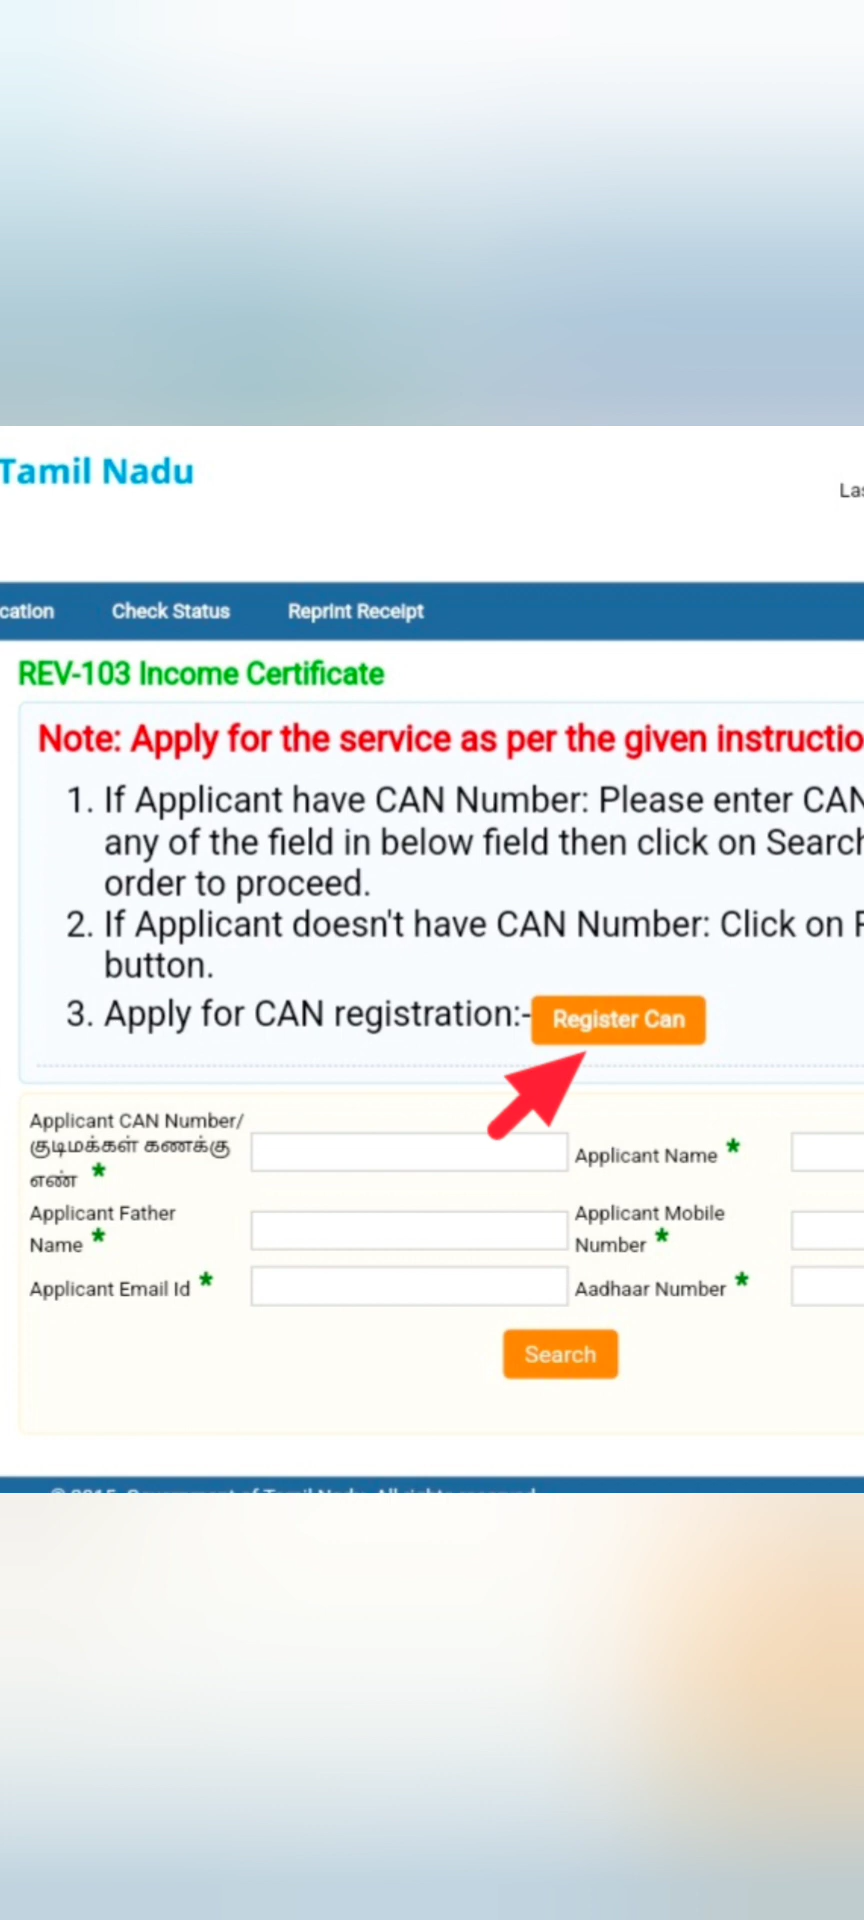 Tamil Nadu
Check Status
Reprint Receipt
REV-103 Income Certificate
Note: Apply for the service as per the given
1. If Applicant have CAN Number: Please enter CAN
any of the field in below field then click on Search
order to proceed.
2. If Applicant doesn't have CAN Number: Click on
button.
3. Apply for CAN registration:- Register Can
Applicant CAN Number/
குடிமக்கள் கணக்கு
எண் *
Applicant Name *
Applicant Father
Name *
Applicant Mobile
Number *
Applicant Email Id *
Aadhaar Number *
Search